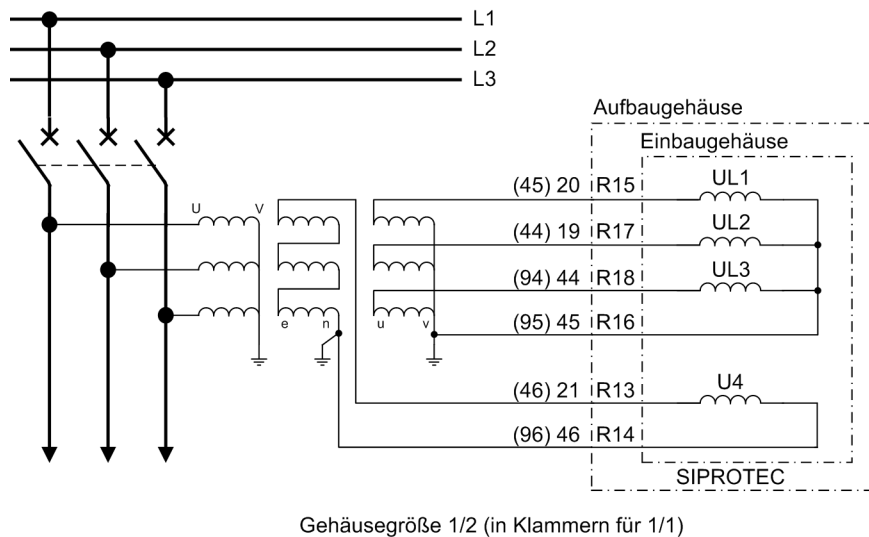 L1
L2
L3
Aufbaugehäuse
Einbaugehäuse
(45) 20 R15 UL1
U V
(44) 19 R17 UL2
(94) 44 R18 UL3
e n u v
(95) 45 R16
(46) 21 R13 U4
(96) 46 R14
SIPROTEC
Gehäusegröße 1/2 (in Klammern für 1/1)